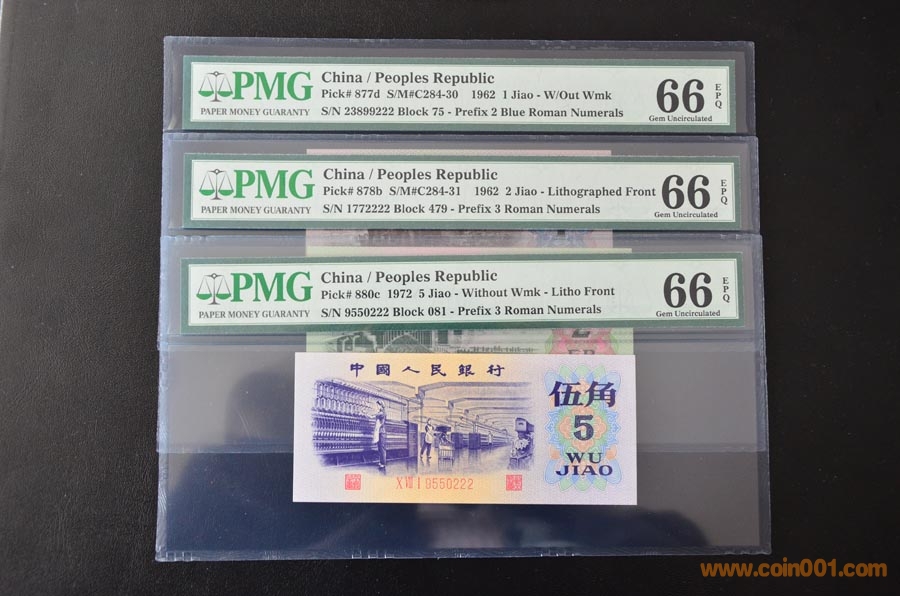 PMG
PAPER MONEY GUARANTY
China / Peoples Republic
Pick# 877d S/M#C284-30 1962 1 Jiao - W/Out Wmk
S/N 23899222 Block 75 - Prefix 2 Blue Roman Numerals
66 EPQ
Gem Uncirculated
PMG
PAPER MONEY GUARANTY
China / Peoples Republic
Pick# 878b S/M#C284-31 1962 2 Jiao - Lithographed Front
S/N 1772222 Block 479 - Prefix 3 Roman Numerals
66 EPQ
Gem Uncirculated
PMG
PAPER MONEY GUARANTY
China / Peoples Republic
Pick# 880c 1972 5 Jiao - Without Wmk - Litho Front
S/N 9550222 Block 081 - Prefix 3 Roman Numerals
66 EPQ
Gem Uncirculated
中國人民銀行
伍角
5
WU
JIAO
9550222
www.coin001.com